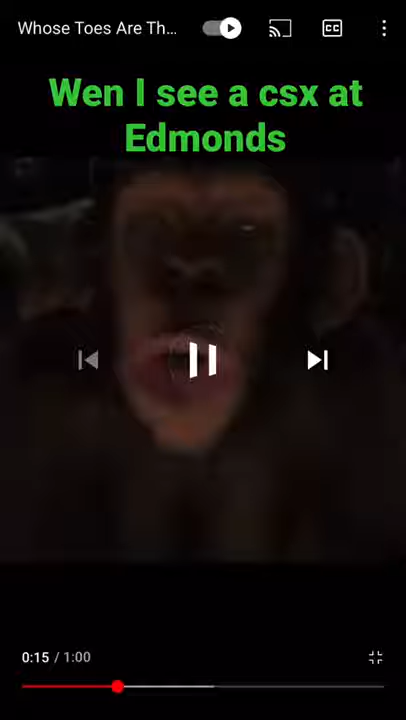 Whose Toes Are Th...
CC
Wen I see a csx at
Edmonds
0:15 / 1:00